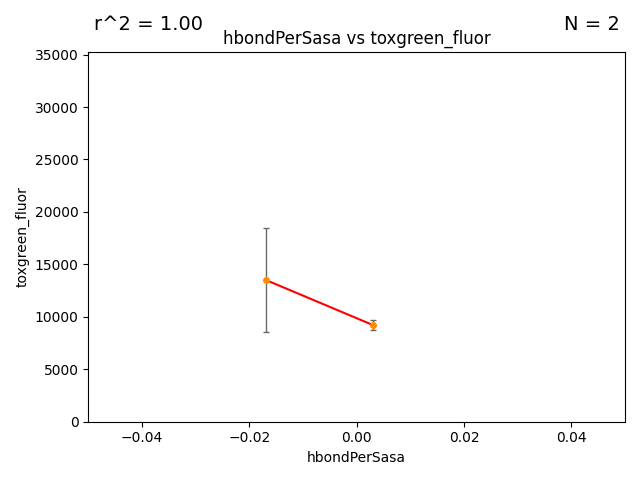 r^2 = 1.00
N = 2
hbondPerSasa vs toxgreen_fluor
35000
30000
25000
20000
15000
10000
5000
0
toxgreen_fluor
−0.04
−0.02
0.00
0.02
0.04
hbondPerSasa